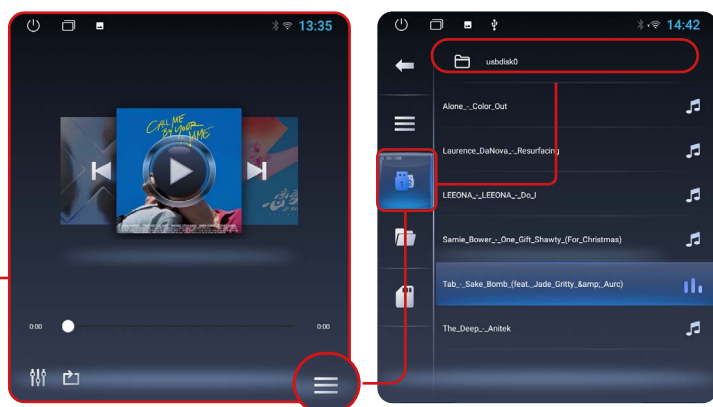 13:35
CALL ME
BY YOUR
NAME
0:00
0:00
14:42
usbdisk0
Alone_-_Color_Out
Laurence_DaNova_-_Resurfacing
LEEONA_-_LEEONA_-_Do_I
Samie_Bower_-_One_Gift_Shawty_(For_Christmas)
Tab_-_Sake_Bomb_(feat._Jade_Gritty_&amp;_Aurc)
The_Deep_-_Anitek